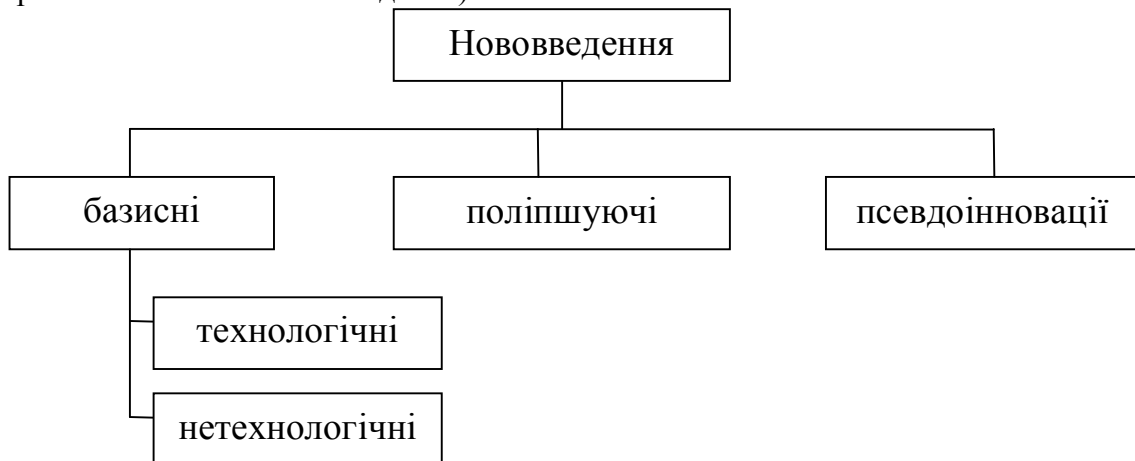 Нововведення
базисні
поліпшуючі
псевдоінновації
технологічні
нетехнологічні